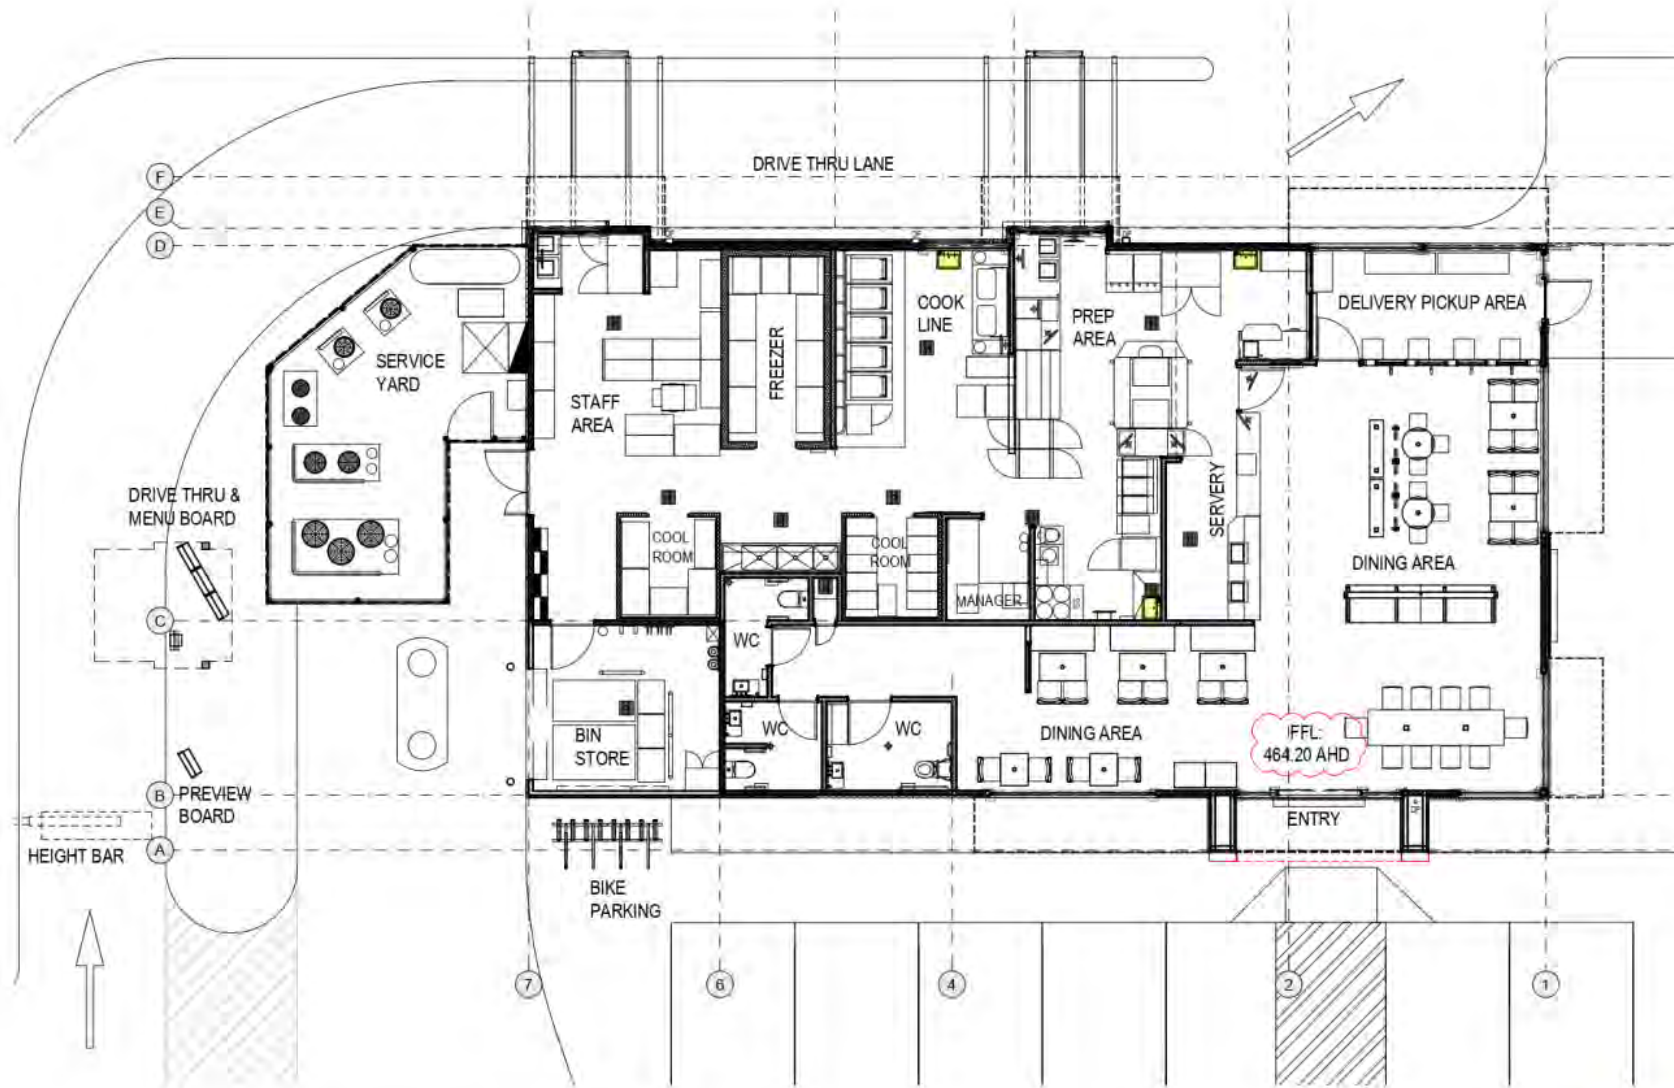 DRIVE THRU LANE
F
E
D
SERVICE
YARD
STAFF
AREA
FREEZER
COOK
LINE
PREP
AREA
DELIVERY PICKUP AREA
SERVERY
DINING AREA
DRIVE THRU &
MENU BOARD
COOL
ROOM
COOL
ROOM
MANAGER
C
WC
WC
WC
BIN
STORE
DINING AREA
FFL:
464.20 AHD
B
PREVIEW
BOARD
ENTRY
HEIGHT BAR
A
BIKE
PARKING
7
6
4
2
1